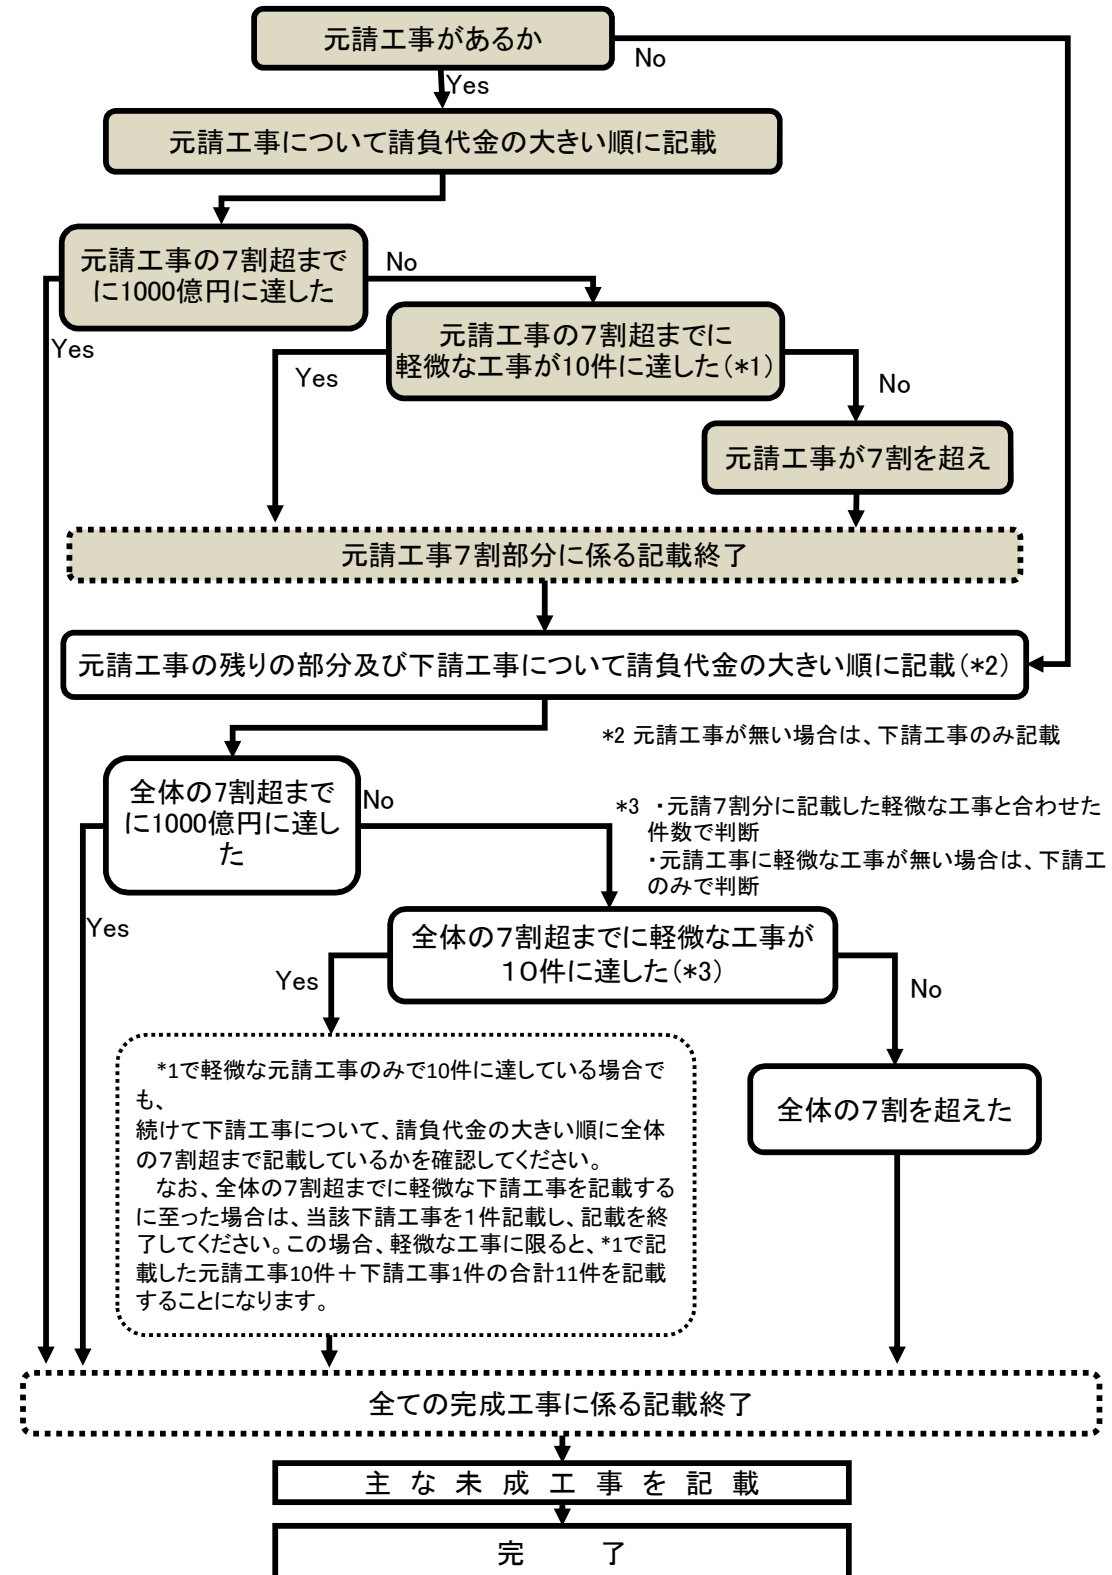 元請工事があるか
No
Yes
元請工事について請負代金の大きい順に記載
元請工事の7割超まで
に1000億円に達した
No
Yes
元請工事の7割超までに
軽微な工事が10件に達した(*1)
Yes
No
元請工事が7割を超え
元請工事7割部分に係る記載終了
元請工事の残りの部分及び下請工事について請負代金の大きい順に記載(*2)
*2 元請工事が無い場合は、下請工事のみ記載
全体の7割超まで
に1000億円に達し
た
No
Yes
*3 ・元請7割分に記載した軽微な工事と合わせた
件数で判断
・元請工事に軽微な工事が無い場合は、下請工
のみで判断
全体の7割超までに軽微な工事が
10件に達した(*3)
Yes
No
*1で軽微な元請工事のみで10件に達している場合で
も、
続けて下請工事について、請負代金の大きい順に全体
の7割超まで記載しているかを確認してください。
なお、全体の7割超までに軽微な下請工事を記載する
に至った場合は、当該下請工事を1件記載し、記載を終
了してください。この場合、軽微な工事に限ると、*1で記
載した元請工事10件+下請工事1件の合計11件を記載
することになります。
全体の7割を超えた
全ての完成工事に係る記載終了
主 な 未 成 工 事 を 記 載
完 了